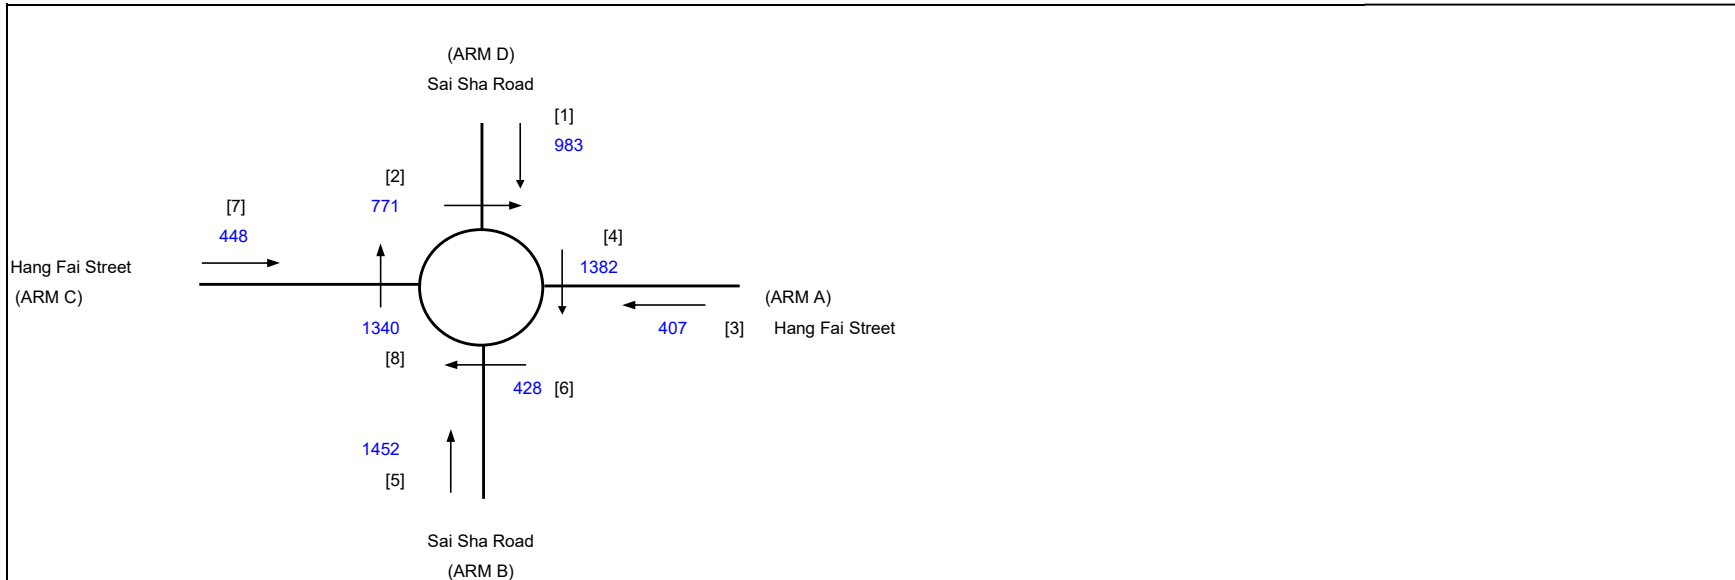 (ARM D)
Sai Sha Road
[1]
983
[2]
771
[7]
448
[4]
1382
Hang Fai Street
(ARM C)
(ARM A)
1340
407 [3] Hang Fai Street
[8]
428 [6]
1452
[5]
Sai Sha Road
(ARM B)